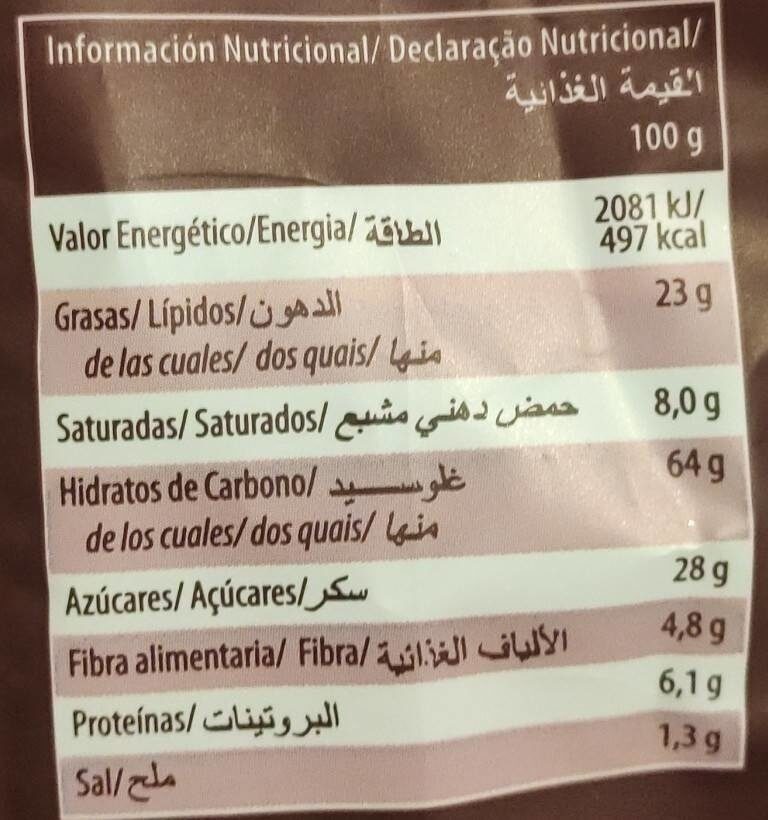 Información Nutricional/ Declaração Nutricional/
القيمة الغذائية
100 g
Valor Energético/Energia/ الطاقة 2081 kJ/
497 kcal
Grasas/ Lípidos/ الدهون 23 g
de las cuales/ dos quais/ منها
Saturadas/ Saturados/ حمض دهني مشبع 8,0 g
Hidratos de Carbono/ غلوسيد 64 g
de los cuales/ dos quais/ منها
Azúcares/ Açúcares/ سكر 28 g
Fibra alimentaria/ Fibra/ الألياف الغذائية 4,8 g
Proteínas/ البروتينات 6,1 g
Sal/ ملح 1,3 g